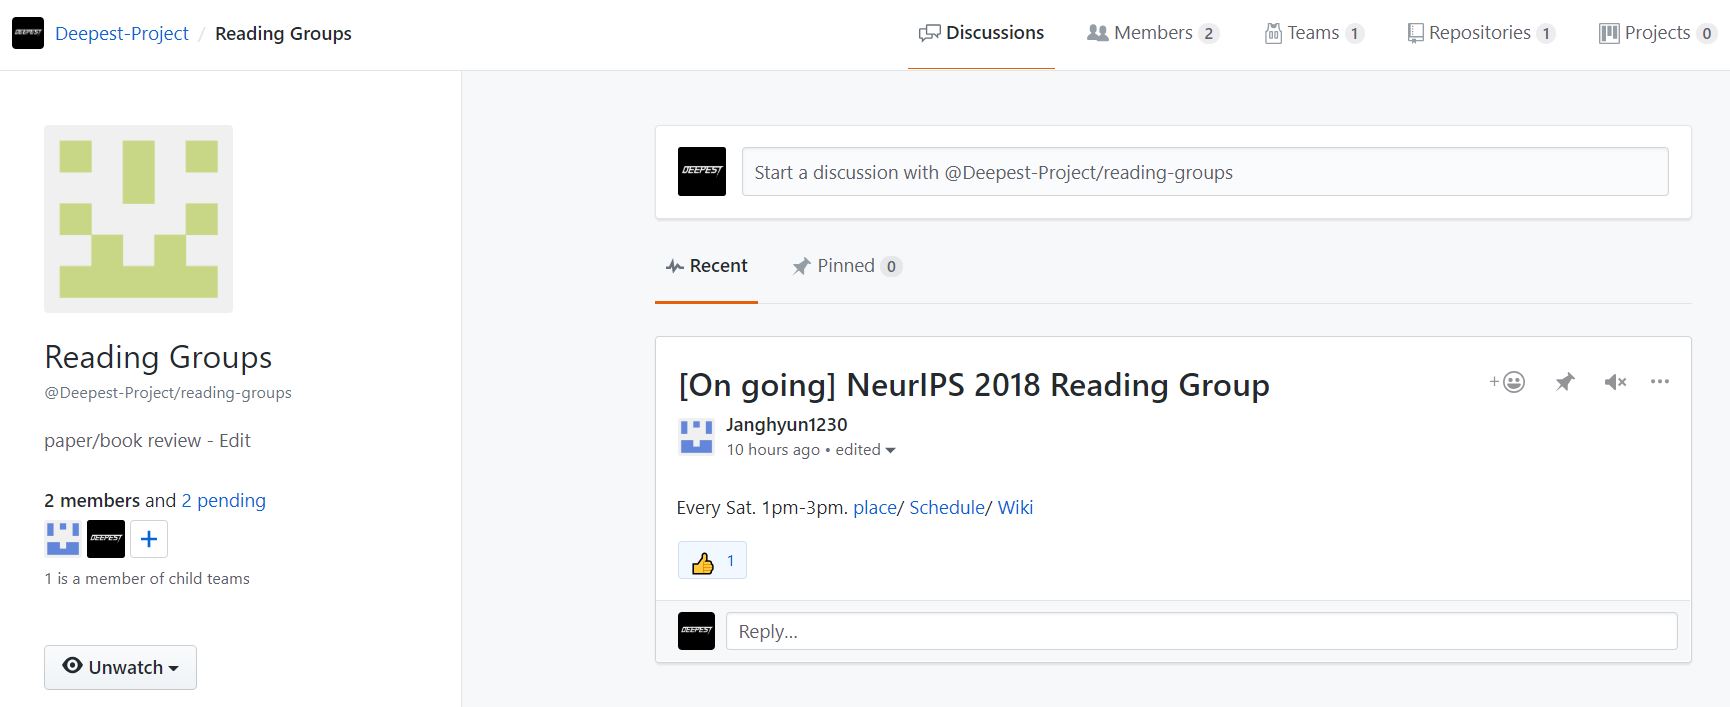 Deepest-Project / Reading Groups
Discussions Members 2 Teams 1 Repositories 1 Projects 0
Reading Groups
@Deepest-Project/reading-groups
paper/book review - Edit
2 members and 2 pending
DEEPEST
1 is a member of child teams
Unwatch
DEEPEST
Start a discussion with @Deepest-Project/reading-groups
Recent Pinned 0
[On going] NeurIPS 2018 Reading Group
Janghyun1230
10 hours ago • edited
Every Sat. 1pm-3pm. place/ Schedule/ Wiki
1
DEEPEST
Reply...